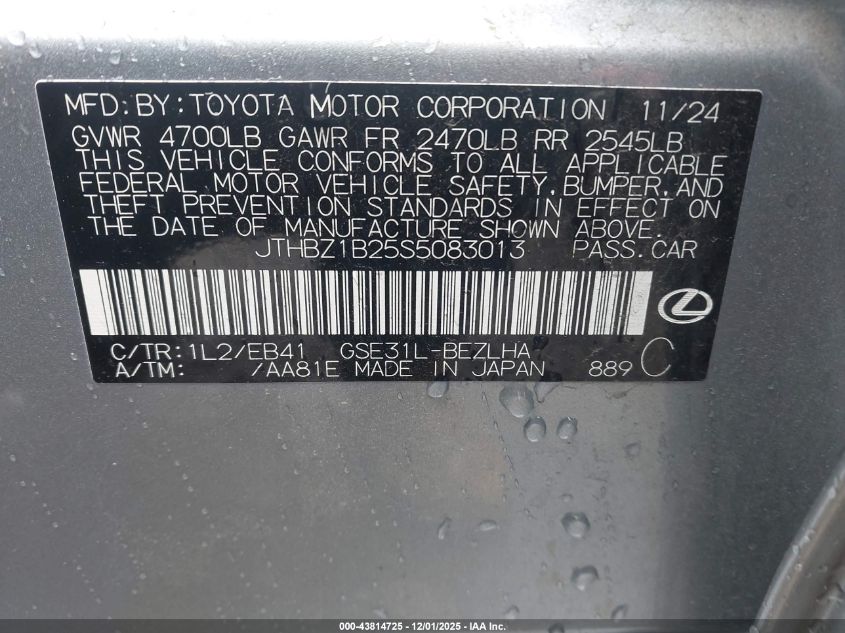 MFD:BY:TOYOTA MOTOR CORPORATION 11/24
GVWR 4700LB GAWR FR 2470LB RR 2545LB
THIS VEHICLE CONFORMS TO ALL APPLICABLE
FEDERAL MOTOR VEHICLE SAFETY,BUMPER,AND
THEFT PREVENTION STANDARDS IN EFFECT ON
THE DATE OF MANUFACTURE SHOWN ABOVE.
JTHBZ1B25S5083013 PASS.CAR
C/TR:1L2/EB41 GSE31L-BEZLHA
A/TM: /AA81E MADE IN JAPAN 889 C
000-43814725 - 12/01/2025 - IAA Inc.